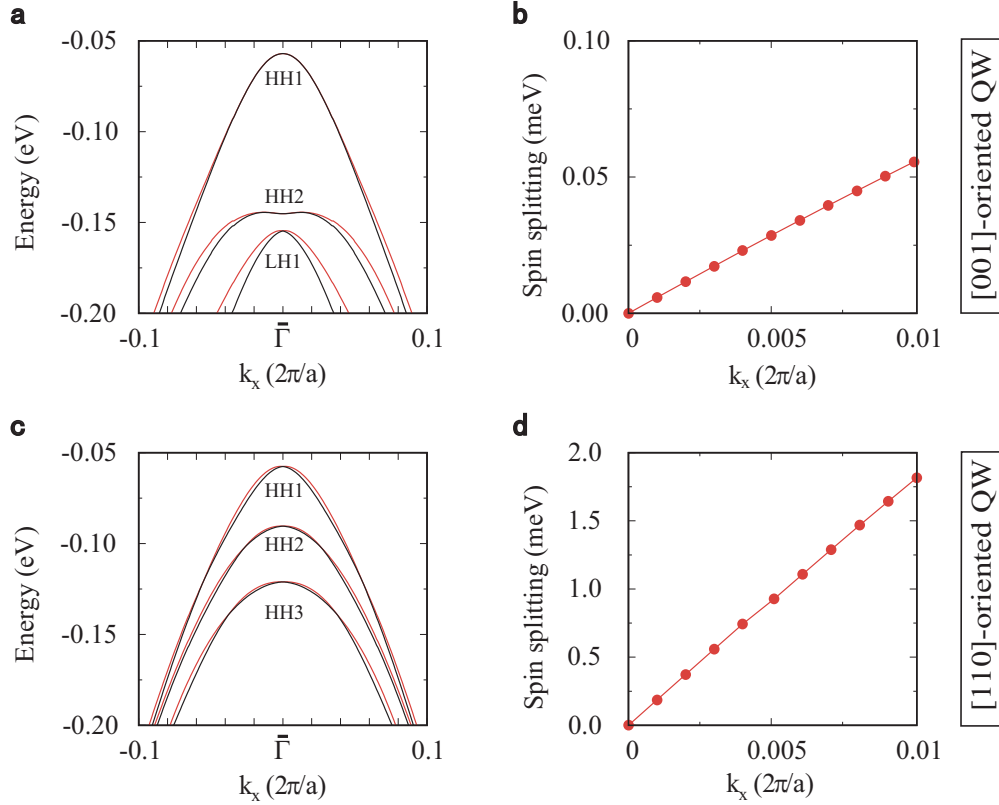 a
-0.05
-0.10
-0.15
-0.20
Energy (eV)
HH1
HH2
LH1
-0.1
Γ̄
0.1
k_x (2π/a)
b
0.10
0.05
0.00
Spin splitting (meV)
0
0.005
0.01
k_x (2π/a)
[001]-oriented QW
c
-0.05
-0.10
-0.15
-0.20
Energy (eV)
HH1
HH2
HH3
-0.1
Γ̄
0.1
k_x (2π/a)
d
2.0
1.5
1.0
0.5
0.0
Spin splitting (meV)
0
0.005
0.01
k_x (2π/a)
[110]-oriented QW